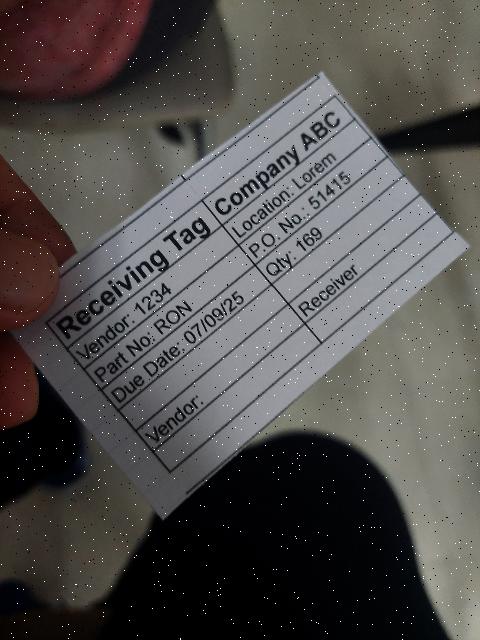 Receiving Tag Company ABC
Vendor: 1234 Location: Lorem
Part No: RON P.O. No.: 51415
Due Date: 07/09/25 Qty: 169
Vendor: Receiver